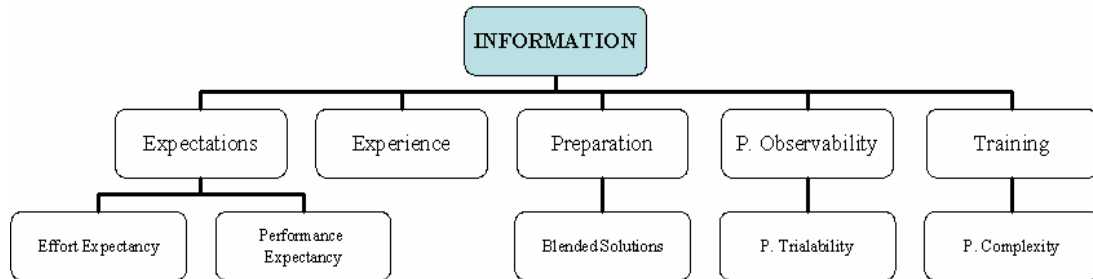 INFORMATION
Expectations
Experience
Preparation
P. Observability
Training
Effort Expectancy
Performance
Expectancy
Blended Solutions
P. Trialability
P. Complexity